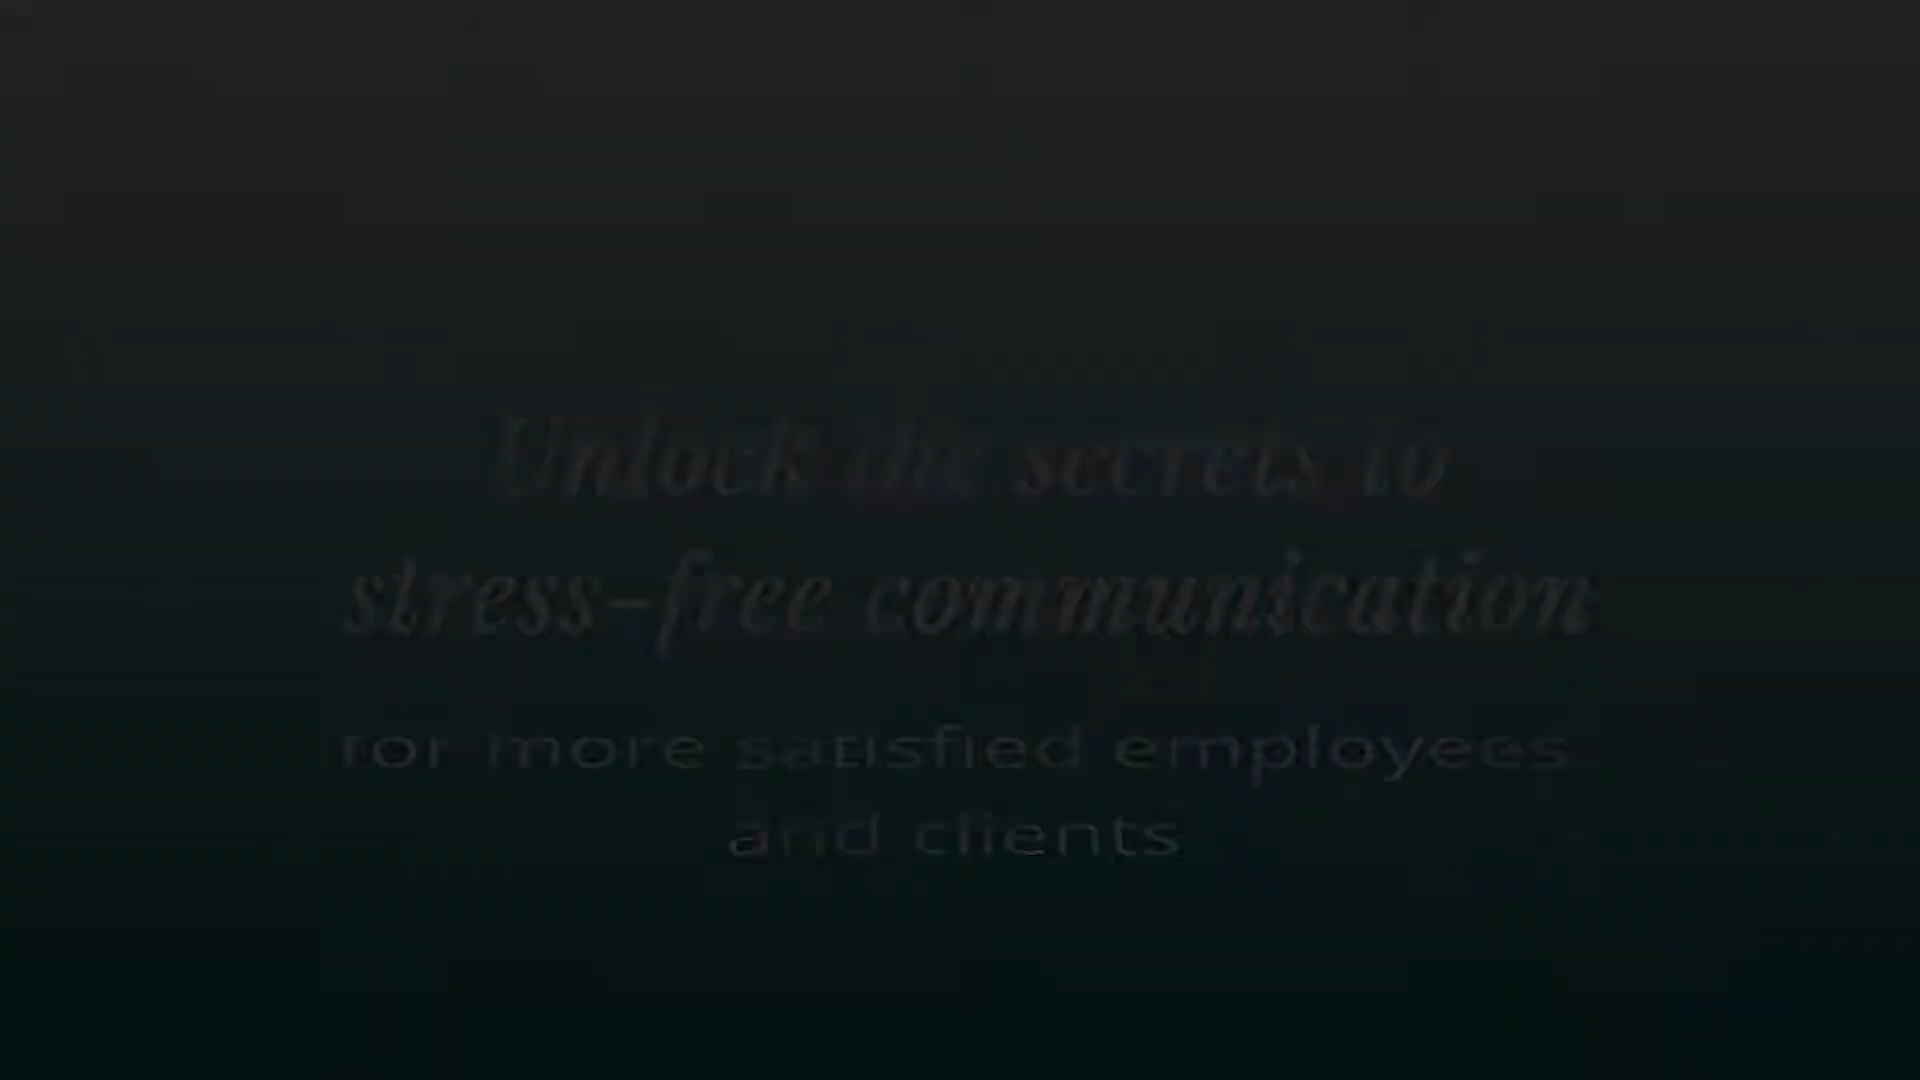 Unlock the secrets to
stress-free communication
for more satisfied employees
and clients